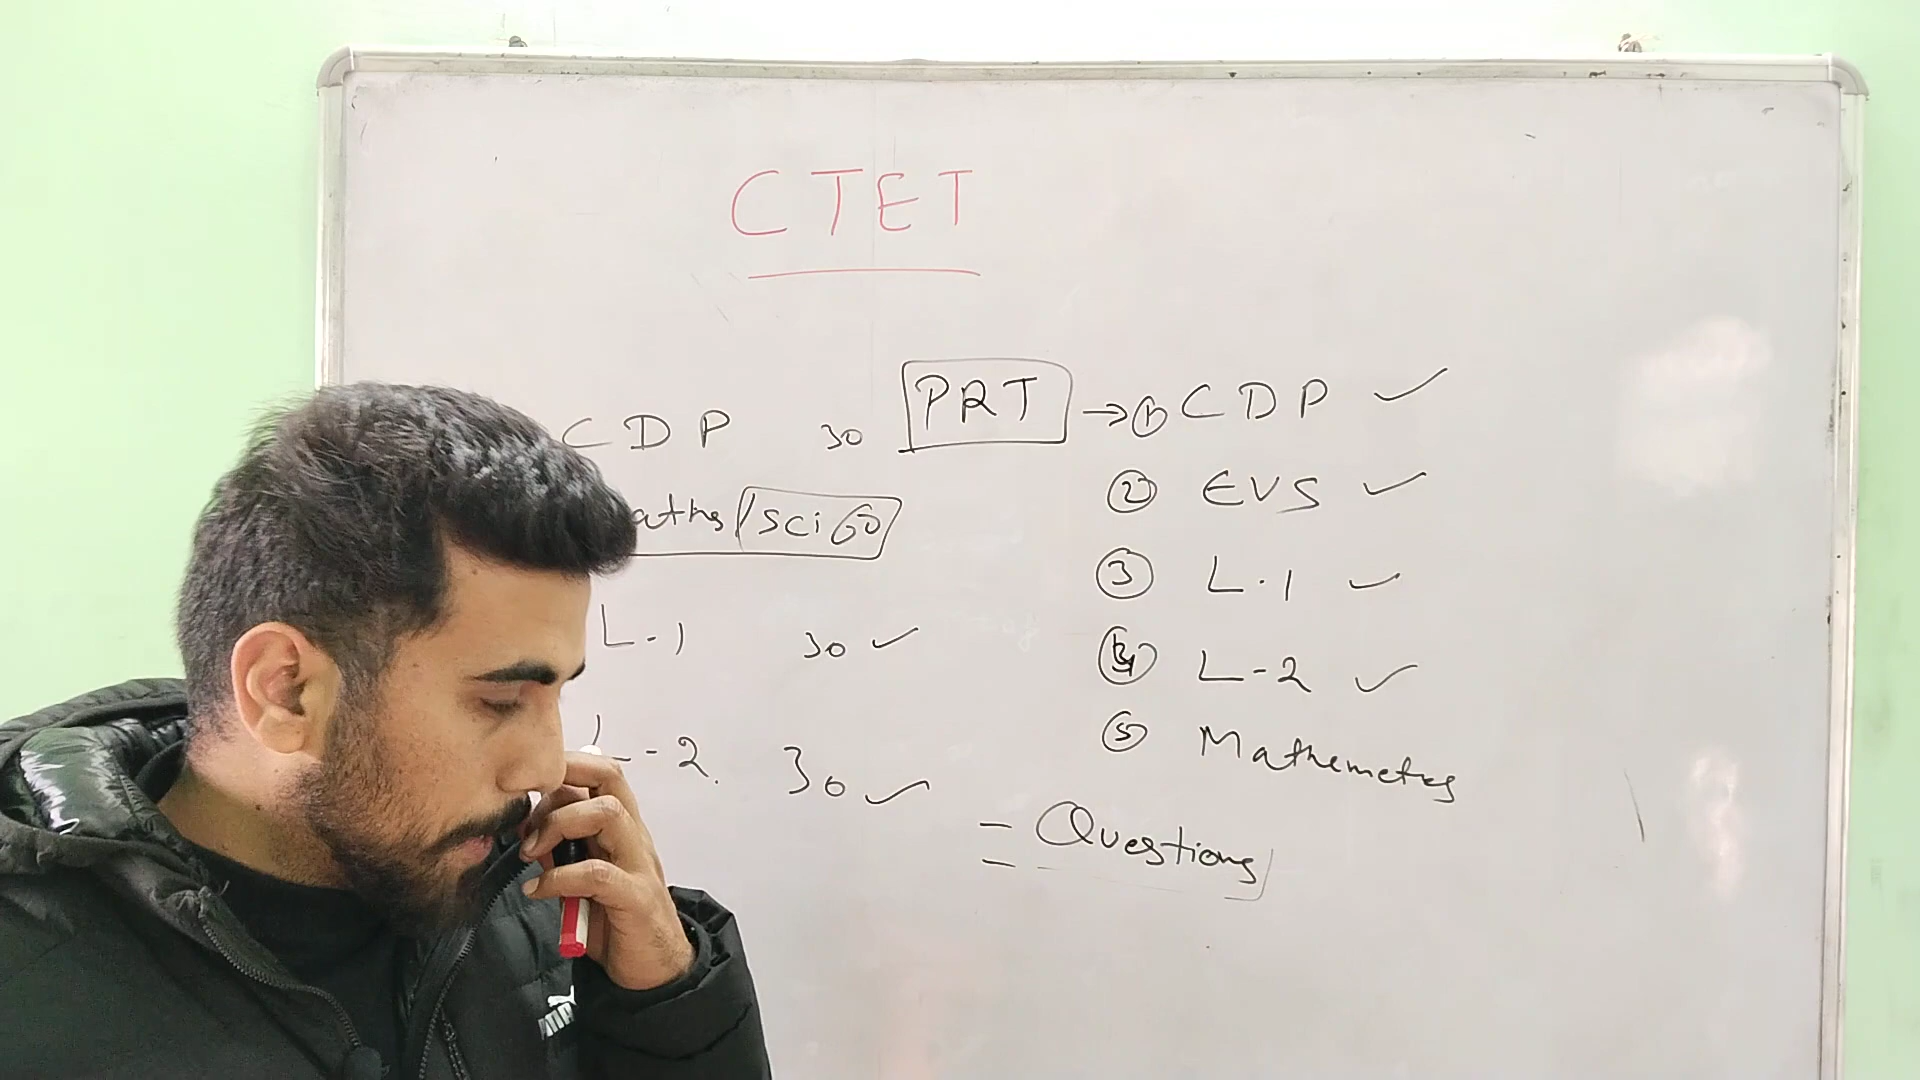 CTET
CDP 30
aths/sci 60
L-1 30 ✓
L-2. 30 ✓
PRT → ① CDP ✓
② EVS ✓
③ L.1 ✓
④ L-2 ✓
⑤ Mathemetics
= Questions